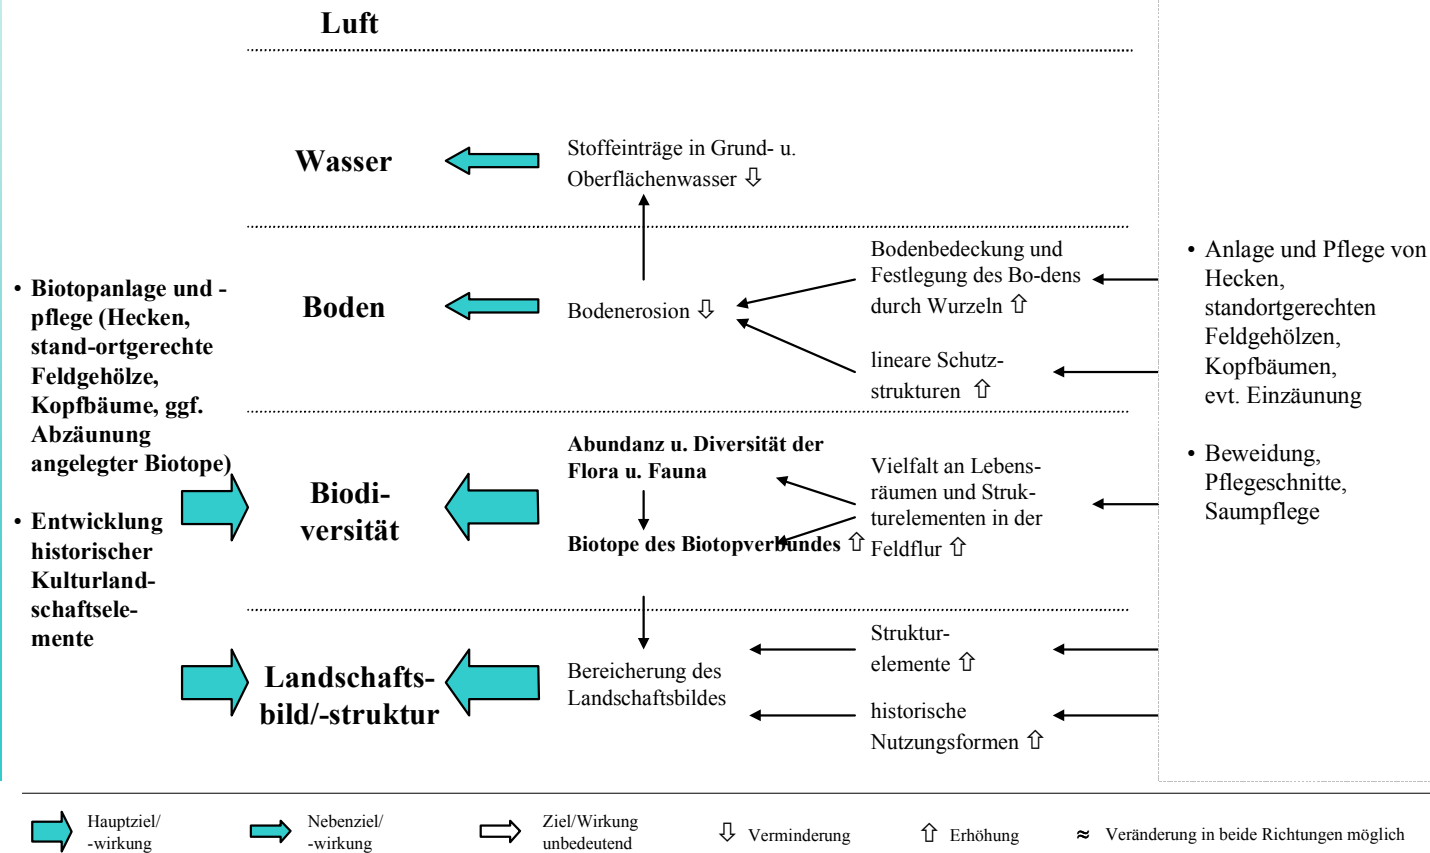 Luft
Wasser
Stoffeinträge in Grund- u.
Oberflächenwasser ⇩
• Biotopanlage und -
pflege (Hecken,
stand-ortgerechte
Feldgehölze,
Kopfbäume, ggf.
Abzäunung
angelegter Biotope)
• Entwicklung
historischer
Kulturland-
schaftsele-
mente
Boden
Bodenerosion ⇩
Bodenbedeckung und
Festlegung des Bo-dens
durch Wurzeln ⇧
lineare Schutz-
strukturen ⇧
• Anlage und Pflege von
Hecken,
standortgerechten
Feldgehölzen,
Kopfbäumen,
evt. Einzäunung
• Beweidung,
Pflegeschnitte,
Saumpflege
Biodi-
versität
Abundanz u. Diversität der
Flora u. Fauna
Biotope des Biotopverbundes ⇧
Vielfalt an Lebens-
räumen und Struk-
turelementen in der
Feldflur ⇧
Landschafts-
bild/-struktur
Bereicherung des
Landschaftsbildes
Struktur-
elemente ⇧
historische
Nutzungsformen ⇧
Hauptziel/
-wirkung
Nebenziel/
-wirkung
Ziel/Wirkung
unbedeutend
⇩ Verminderung
⇧ Erhöhung
≈ Veränderung in beide Richtungen möglich